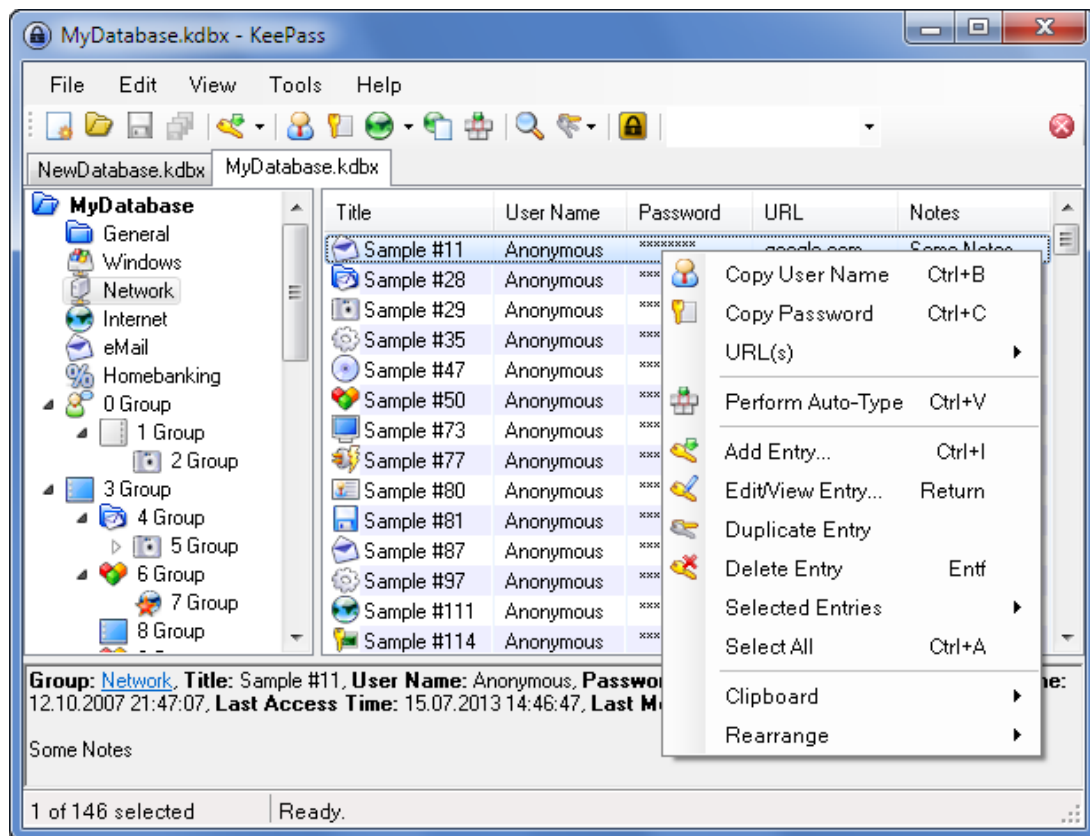 MyDatabase.kdbx - KeePass
File Edit View Tools Help
NewDatabase.kdbx MyDatabase.kdbx
MyDatabase
General
Windows
Network
Internet
eMail
Homebanking
0 Group
1 Group
2 Group
3 Group
4 Group
5 Group
6 Group
7 Group
8 Group
Title User Name Password URL Notes
Sample #11 Anonymous ******** google.com Some Notes
Sample #28 Anonymous ***
Sample #29 Anonymous ***
Sample #35 Anonymous ***
Sample #47 Anonymous ***
Sample #50 Anonymous ***
Sample #73 Anonymous ***
Sample #77 Anonymous ***
Sample #80 Anonymous ***
Sample #81 Anonymous ***
Sample #87 Anonymous ***
Sample #97 Anonymous ***
Sample #111 Anonymous ***
Sample #114 Anonymous ***
Copy User Name Ctrl+B
Copy Password Ctrl+C
URL(s)
Perform Auto-Type Ctrl+V
Add Entry... Ctrl+I
Edit/View Entry... Return
Duplicate Entry
Delete Entry Entf
Selected Entries
Select All Ctrl+A
Clipboard
Rearrange
Group: Network, Title: Sample #11, User Name: Anonymous,
12.10.2007 21:47:07, Last Access Time: 15.07.2013 14:46:47, Last
Some Notes
1 of 146 selected Ready.